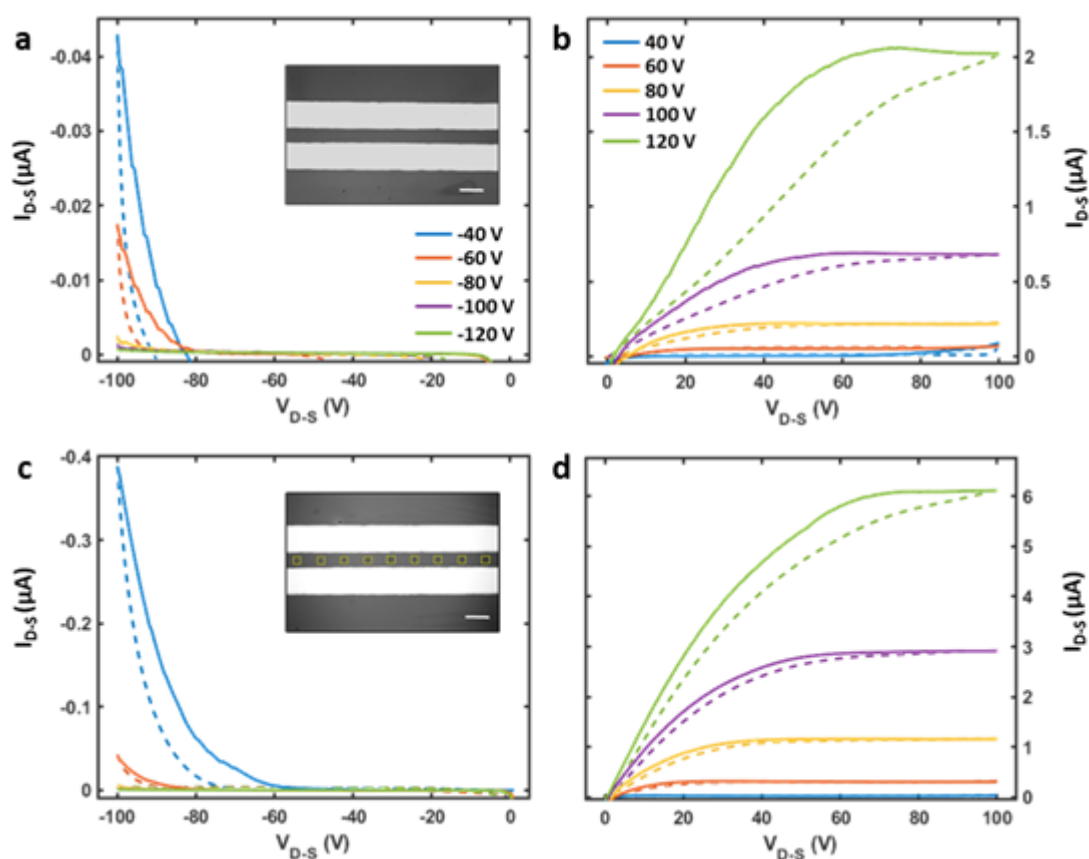 a
-0.04
-0.03
-0.02
-0.01
0
I_D-S (µA)
-100
-80
-60
-40
-20
0
V_D-S (V)
-40 V
-60 V
-80 V
-100 V
-120 V
b
40 V
60 V
80 V
100 V
120 V
2
1.5
1
0.5
0
I_D-S (µA)
0
20
40
60
80
100
V_D-S (V)
c
-0.4
-0.3
-0.2
-0.1
0
I_D-S (µA)
-100
-80
-60
-40
-20
0
V_D-S (V)
d
6
5
4
3
2
1
0
I_D-S (µA)
0
20
40
60
80
100
V_D-S (V)